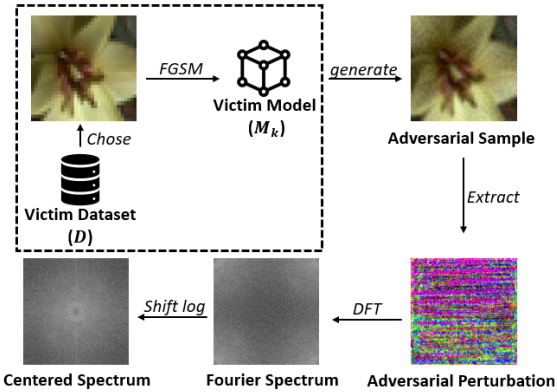 FGSM
generate
Victim Model
(M_k)
Adversarial Sample
Chose
Victim Dataset
(D)
Extract
Shift log
DFT
Centered Spectrum
Fourier Spectrum
Adversarial Perturbation